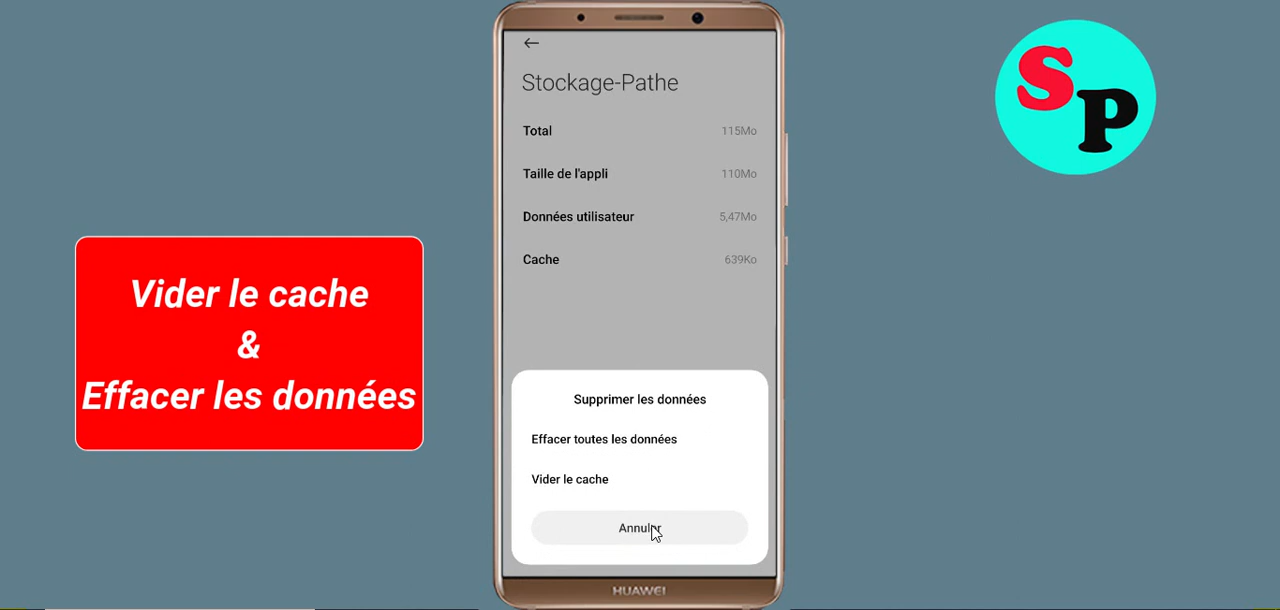 Stockage-Pathe
Total 115Mo
Taille de l'appli 110Mo
Données utilisateur 5,47Mo
Cache 639Ko
Vider le cache
&
Effacer les données
Supprimer les données
Effacer toutes les données
Vider le cache
Annuler
HUAWEI
SP